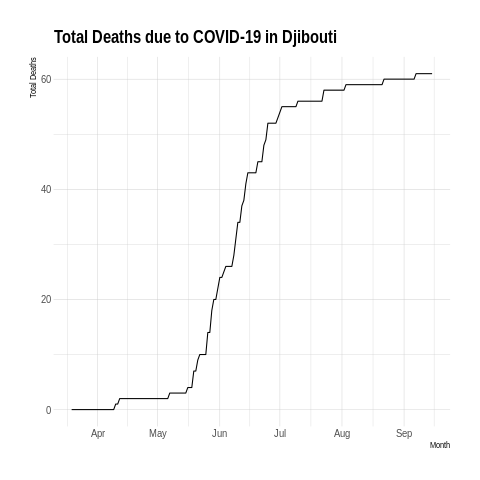 Total Deaths due to COVID-19 in Djibouti
Total Deaths
60
40
20
0
Apr May Jun Jul Aug Sep
Month